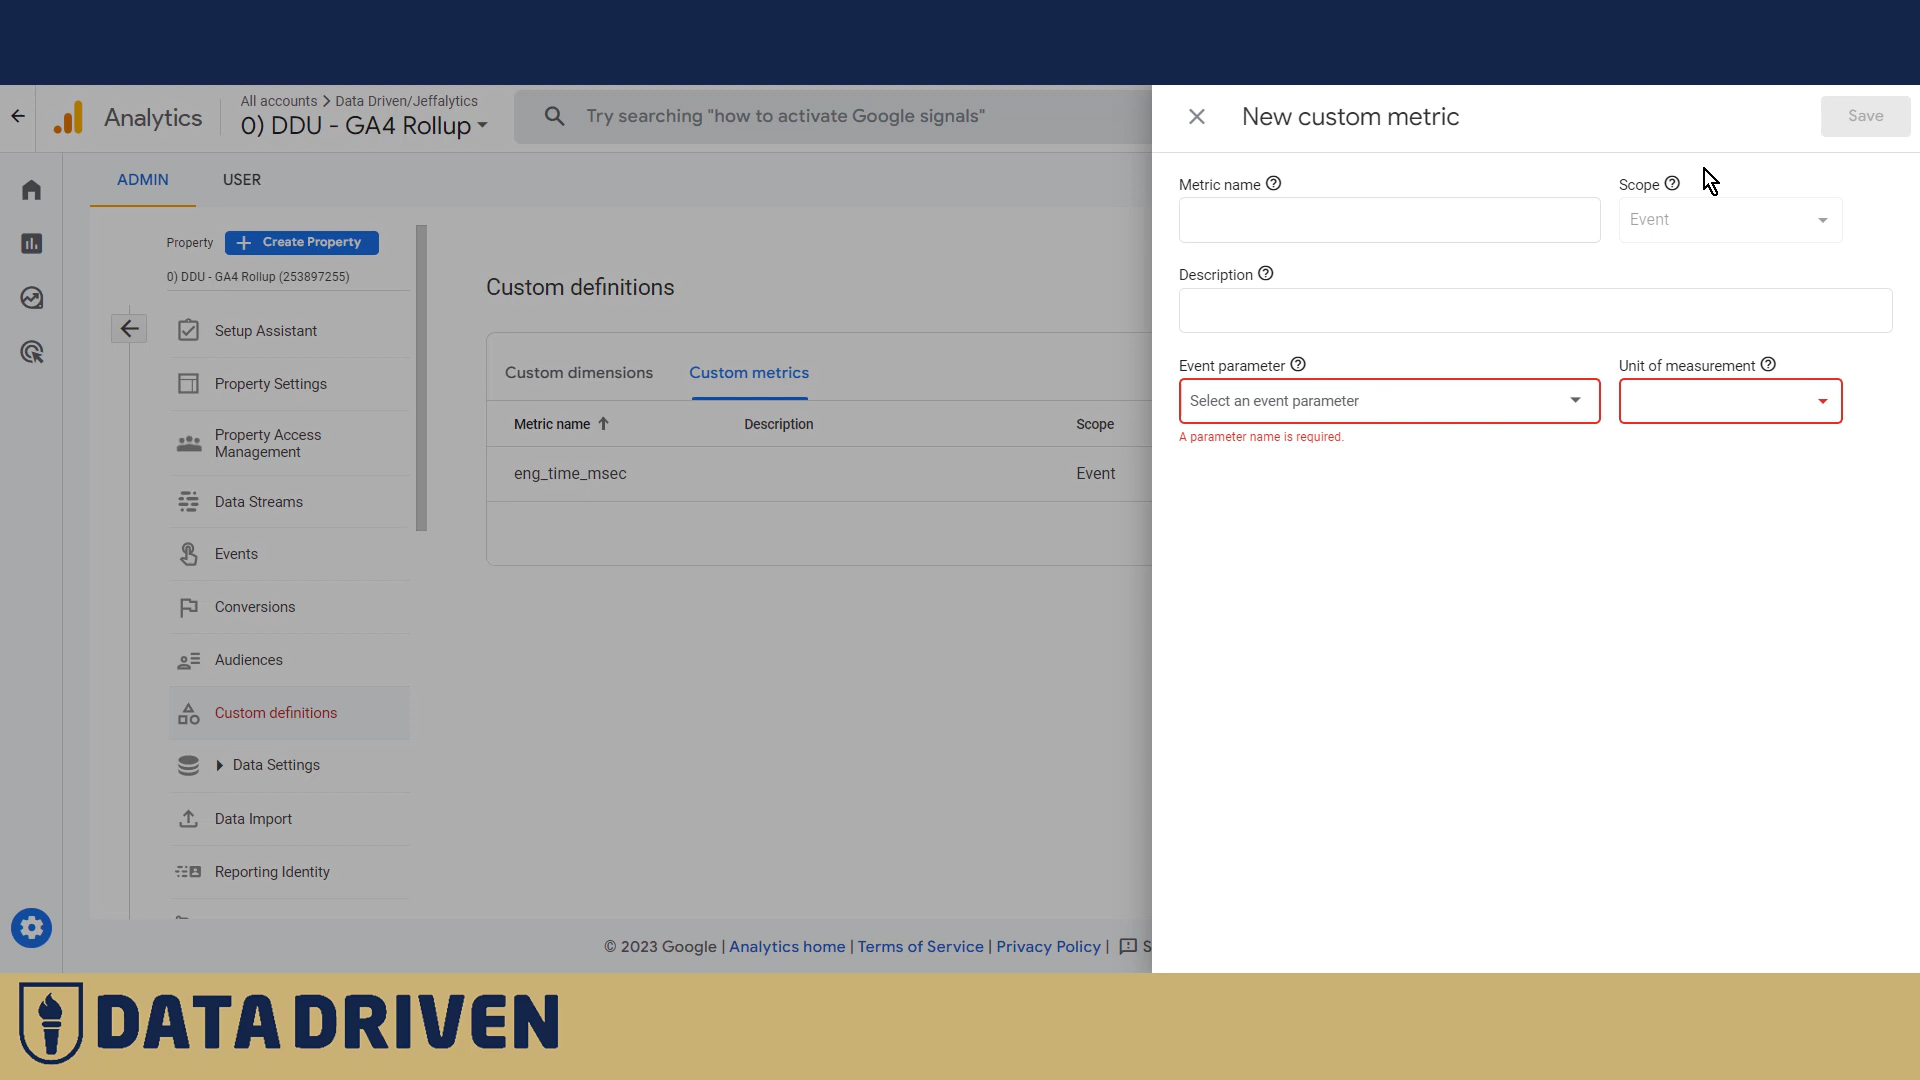 Analytics
All accounts > Data Driven/Jeffalytics
0) DDU - GA4 Rollup
Try searching "how to activate Google signals"
ADMIN
USER
Property
+ Create Property
0) DDU - GA4 Rollup (253897255)
Setup Assistant
Property Settings
Property Access
Management
Data Streams
Events
Conversions
Audiences
Custom definitions
Data Settings
Data Import
Reporting Identity
Custom definitions
Custom dimensions
Custom metrics
Metric name
Description
Scope
eng_time_msec
Event
© 2023 Google | Analytics home | Terms of Service | Privacy Policy | S
New custom metric
Save
Metric name
Scope
Event
Description
Event parameter
Unit of measurement
Select an event parameter
A parameter name is required.
DATA DRIVEN